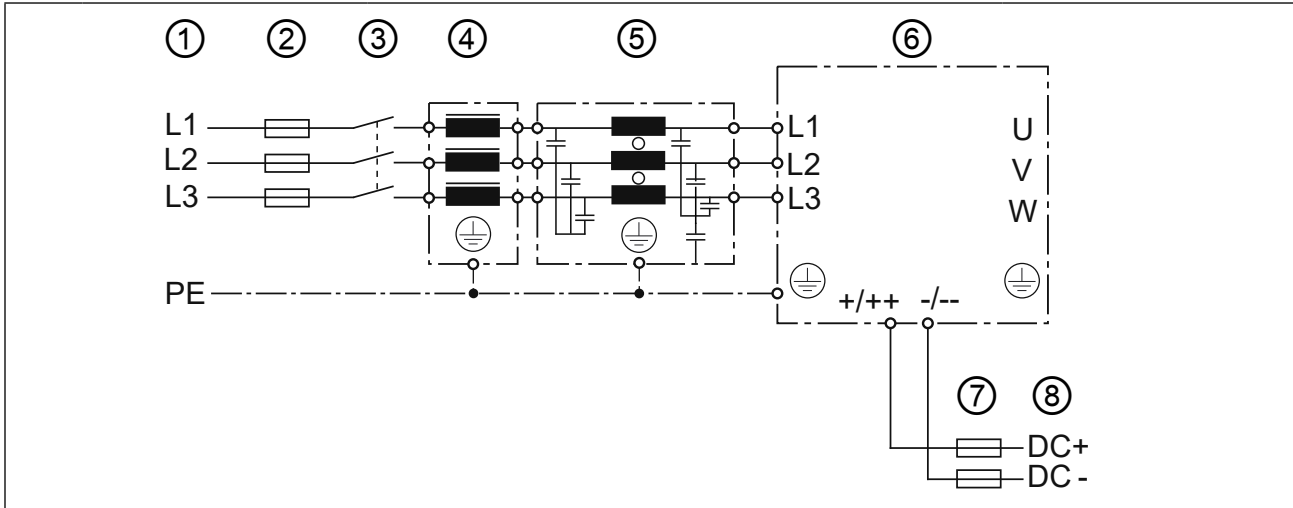 ① ② ③ ④ ⑤ ⑥
L1 L1 U
L2 L2 V
L3 L3 W
PE
+/++ -/--
⑦ ⑧
DC+
DC -